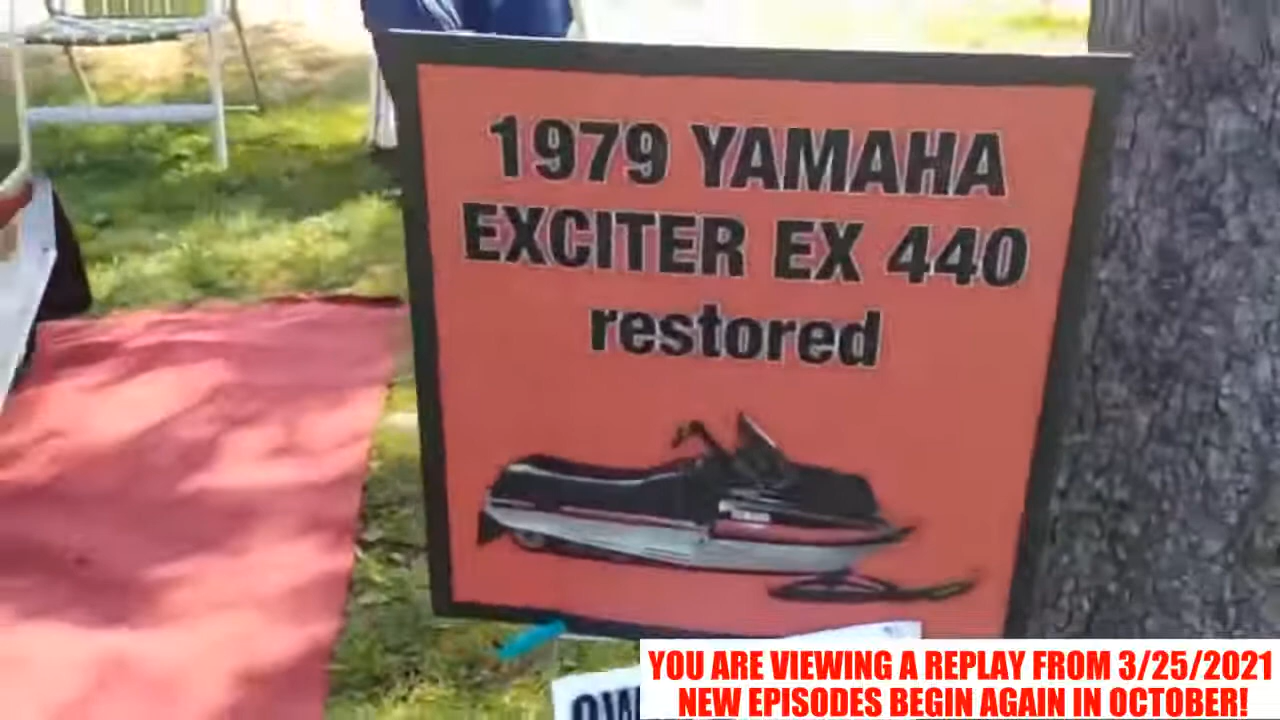 1979 YAMAHA
EXCITER EX 440
restored
YOU ARE VIEWING A REPLAY FROM 3/25/2021
NEW EPISODES BEGIN AGAIN IN OCTOBER!